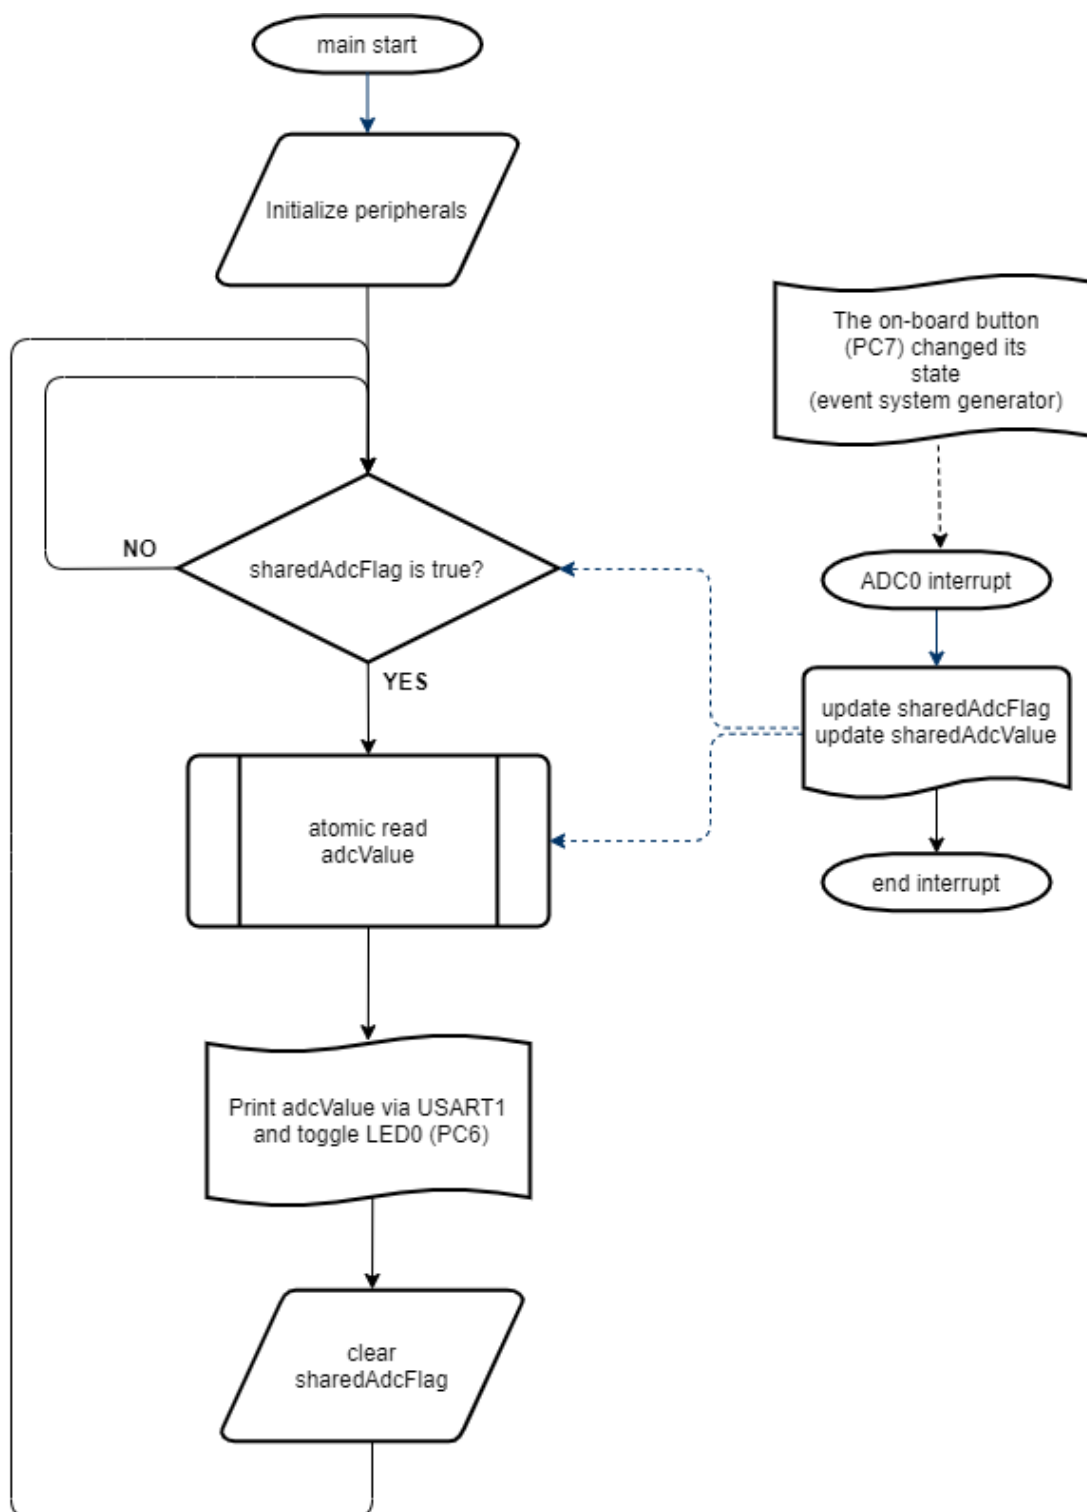 main start
Initialize peripherals
The on-board button
(PC7) changed its
state
(event system generator)
NO
sharedAdcFlag is true?
ADC0 interrupt
YES
update sharedAdcFlag
update sharedAdcValue
atomic read
adcValue
end interrupt
Print adcValue via USART1
and toggle LED0 (PC6)
clear
sharedAdcFlag